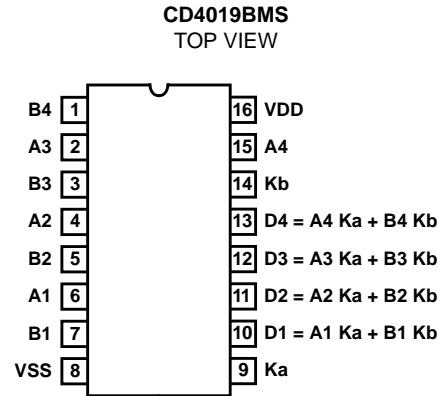 CD4019BMS
TOP VIEW
B4 1 16 VDD
A3 2 15 A4
B3 3 14 Kb
A2 4 13 D4 = A4 Ka + B4 Kb
B2 5 12 D3 = A3 Ka + B3 Kb
A1 6 11 D2 = A2 Ka + B2 Kb
B1 7 10 D1 = A1 Ka + B1 Kb
VSS 8 9 Ka